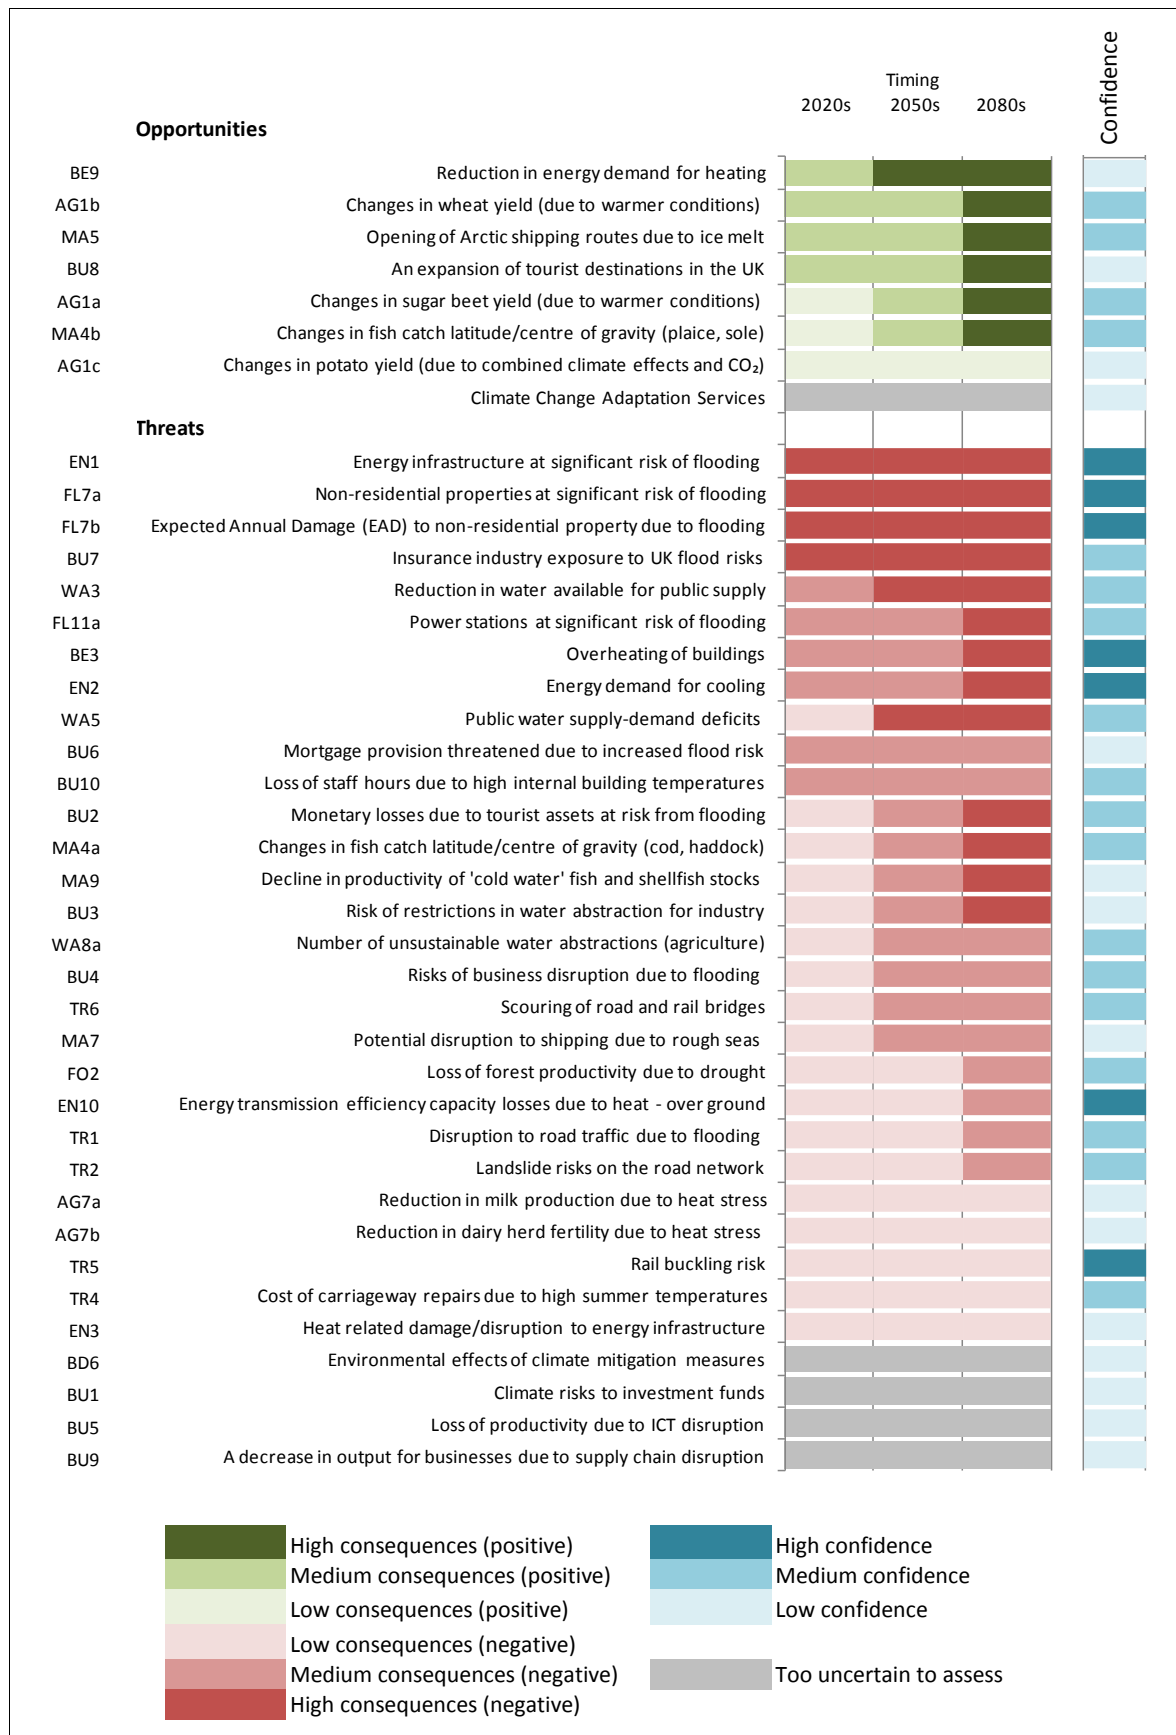 Timing
2020s 2050s 2080s
Confidence
Opportunities
BE9 Reduction in energy demand for heating
AG1b Changes in wheat yield (due to warmer conditions)
MA5 Opening of Arctic shipping routes due to ice melt
BU8 An expansion of tourist destinations in the UK
AG1a Changes in sugar beet yield (due to warmer conditions)
MA4b Changes in fish catch latitude/centre of gravity (plaice, sole)
AG1c Changes in potato yield (due to combined climate effects and CO₂)
Climate Change Adaptation Services
Threats
EN1 Energy infrastructure at significant risk of flooding
FL7a Non-residential properties at significant risk of flooding
FL7b Expected Annual Damage (EAD) to non-residential property due to flooding
BU7 Insurance industry exposure to UK flood risks
WA3 Reduction in water available for public supply
FL11a Power stations at significant risk of flooding
BE3 Overheating of buildings
EN2 Energy demand for cooling
WA5 Public water supply-demand deficits
BU6 Mortgage provision threatened due to increased flood risk
BU10 Loss of staff hours due to high internal building temperatures
BU2 Monetary losses due to tourist assets at risk from flooding
MA4a Changes in fish catch latitude/centre of gravity (cod, haddock)
MA9 Decline in productivity of 'cold water' fish and shellfish stocks
BU3 Risk of restrictions in water abstraction for industry
WA8a Number of unsustainable water abstractions (agriculture)
BU4 Risks of business disruption due to flooding
TR6 Scouring of road and rail bridges
MA7 Potential disruption to shipping due to rough seas
FO2 Loss of forest productivity due to drought
EN10 Energy transmission efficiency capacity losses due to heat - over ground
TR1 Disruption to road traffic due to flooding
TR2 Landslide risks on the road network
AG7a Reduction in milk production due to heat stress
AG7b Reduction in dairy herd fertility due to heat stress
TR5 Rail buckling risk
TR4 Cost of carriageway repairs due to high summer temperatures
EN3 Heat related damage/disruption to energy infrastructure
BD6 Environmental effects of climate mitigation measures
BU1 Climate risks to investment funds
BU5 Loss of productivity due to ICT disruption
BU9 A decrease in output for businesses due to supply chain disruption
High consequences (positive) High confidence
Medium consequences (positive) Medium confidence
Low consequences (positive) Low confidence
Low consequences (negative)
Medium consequences (negative) Too uncertain to assess
High consequences (negative)